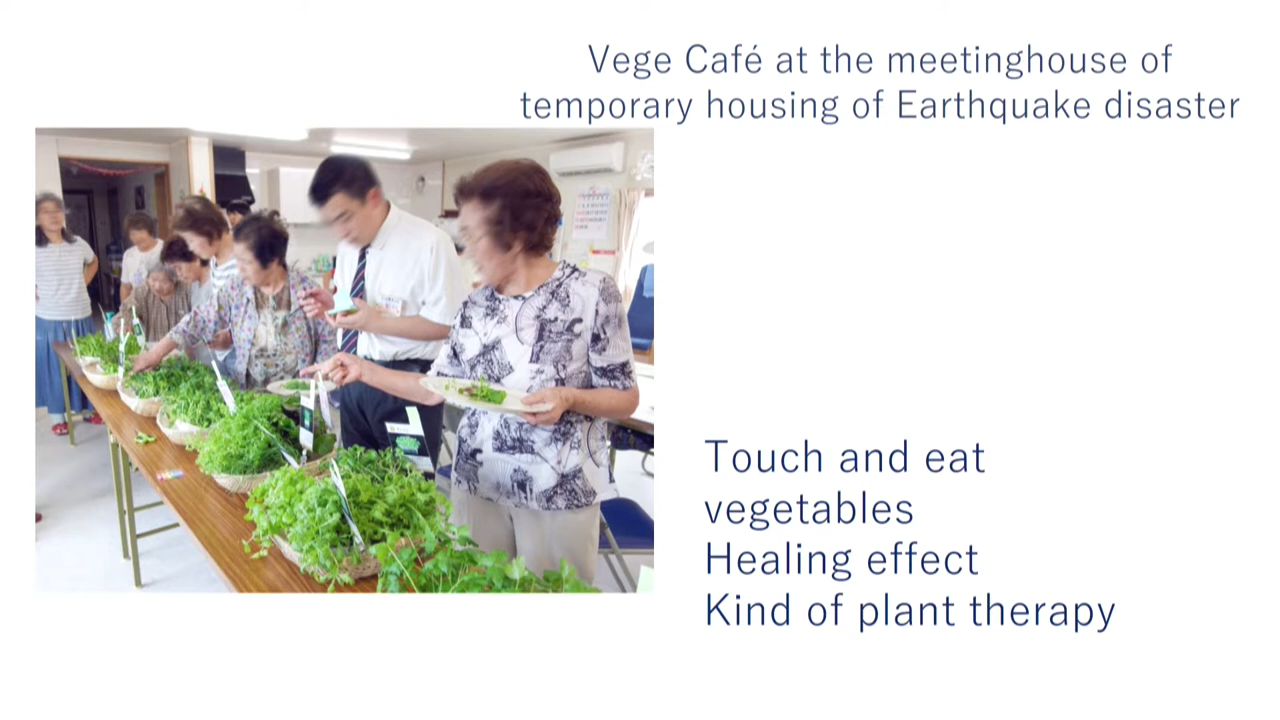 Vege Café at the meetinghouse of
temporary housing of Earthquake disaster
Touch and eat
vegetables
Healing effect
Kind of plant therapy